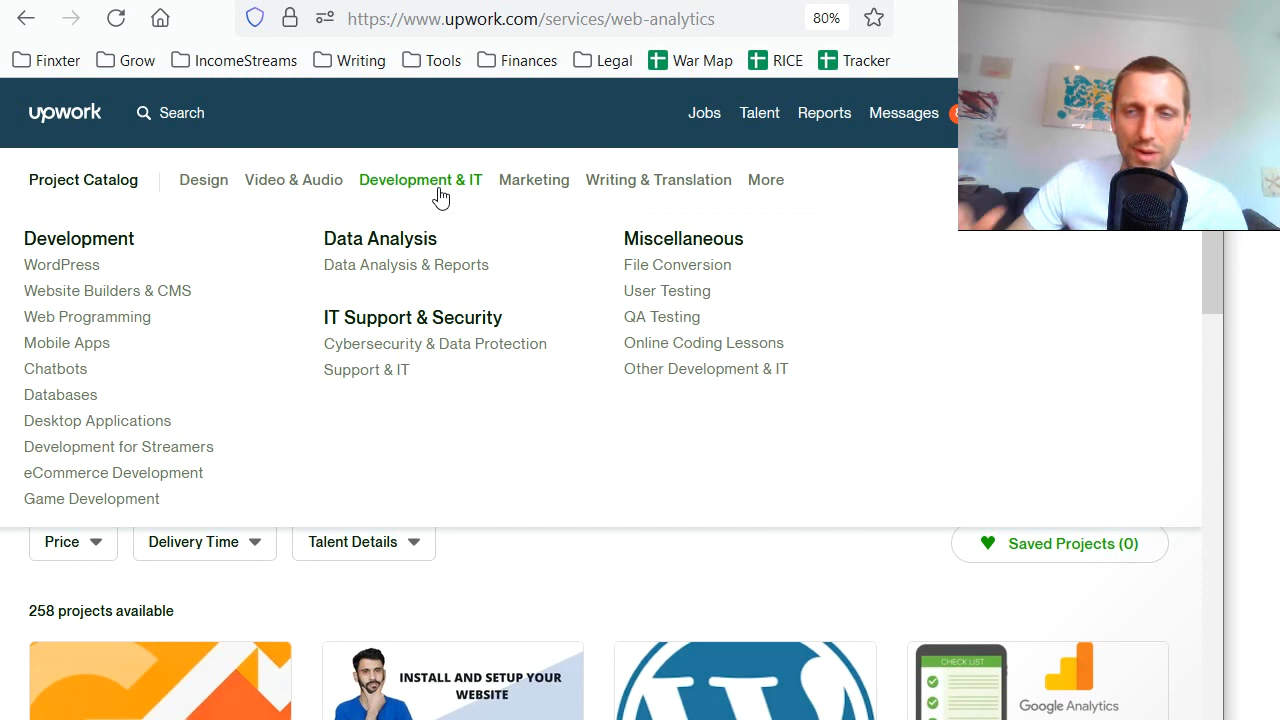 https://www.upwork.com/services/web-analytics
80%
Finxter
Grow
IncomeStreams
Writing
Tools
Finances
Legal
War Map
RICE
Tracker
upwork
Search
Jobs
Talent
Reports
Messages
Project Catalog
Design
Video & Audio
Development & IT
Marketing
Writing & Translation
More
Development
WordPress
Website Builders & CMS
Web Programming
Mobile Apps
Chatbots
Databases
Desktop Applications
Development for Streamers
eCommerce Development
Game Development
Data Analysis
Data Analysis & Reports
IT Support & Security
Cybersecurity & Data Protection
Support & IT
Miscellaneous
File Conversion
User Testing
QA Testing
Online Coding Lessons
Other Development & IT
Price
Delivery Time
Talent Details
Saved Projects (0)
258 projects available
INSTALL AND SETUP YOUR
WEBSITE
CHECK LIST
Google Analytics